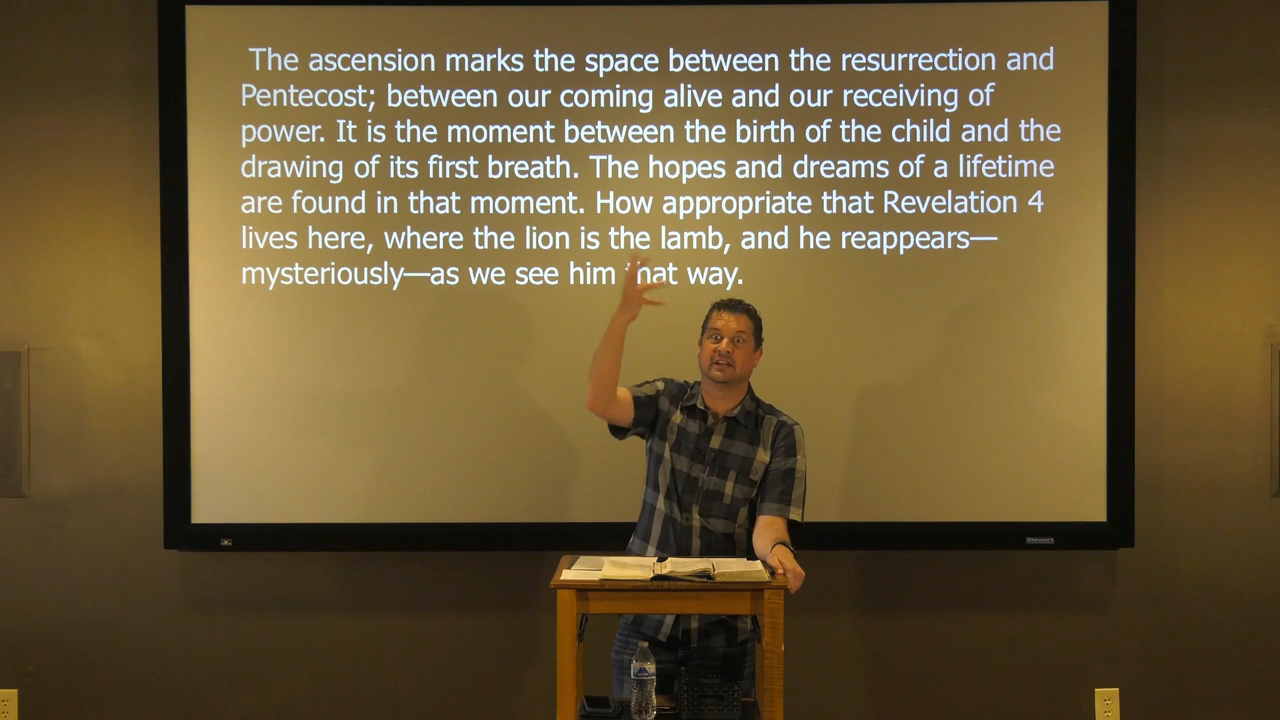 The ascension marks the space between the resurrection and
Pentecost; between our coming alive and our receiving of
power. It is the moment between the birth of the child and the
drawing of its first breath. The hopes and dreams of a lifetime
are found in that moment. How appropriate that Revelation 4
lives here, where the lion is the lamb, and he reappears—
mysteriously—as we see him that way.
Stewart